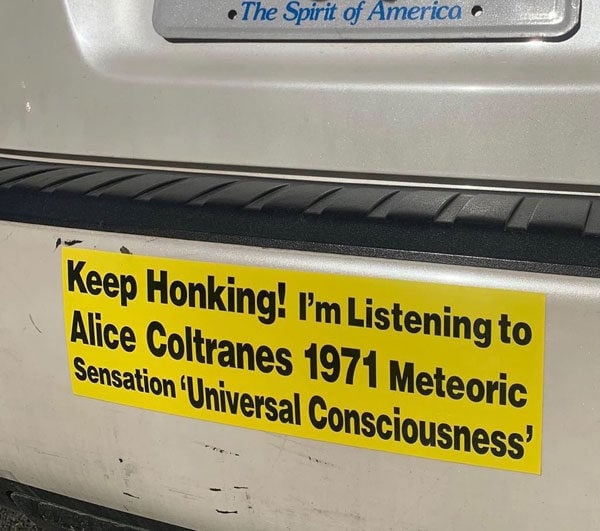 The Spirit of America
Keep Honking! I'm Listening to
Alice Coltranes 1971 Meteoric
Sensation 'Universal Consciousness'